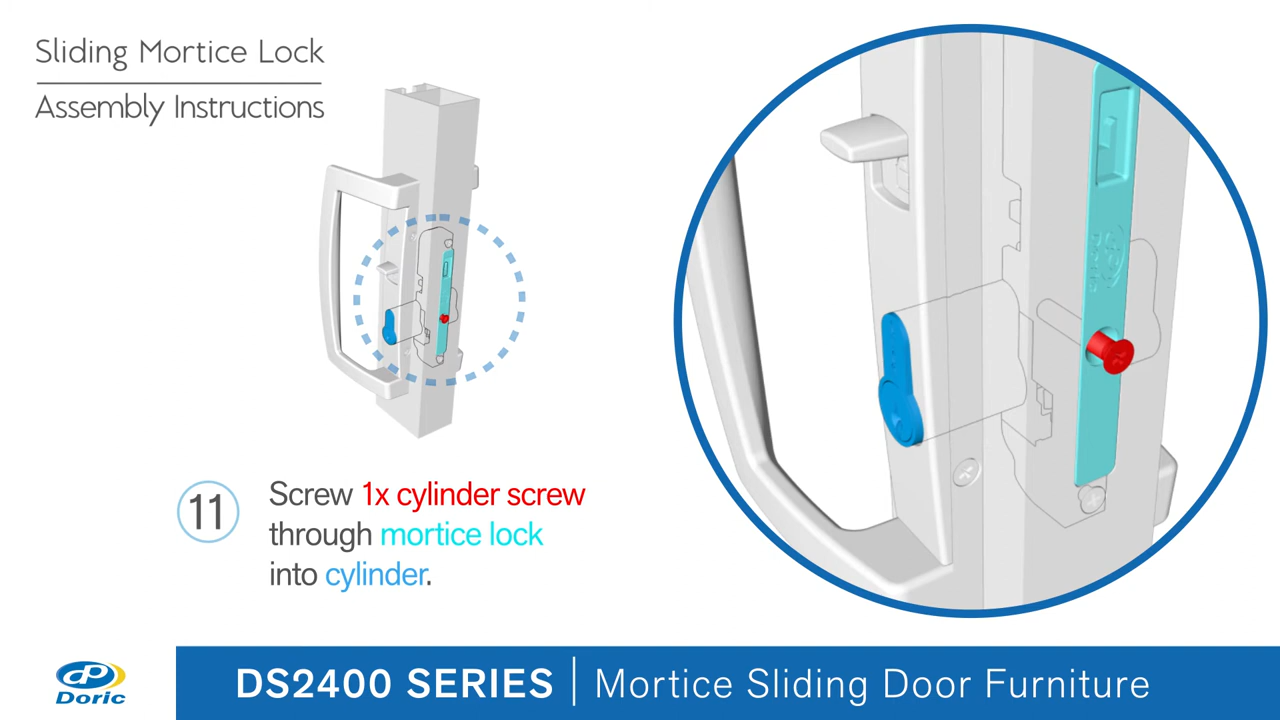 Sliding Mortice Lock
Assembly Instructions
11
Screw 1x cylinder screw
through mortice lock
into cylinder.
Doric
DS2400 SERIES | Mortice Sliding Door Furniture